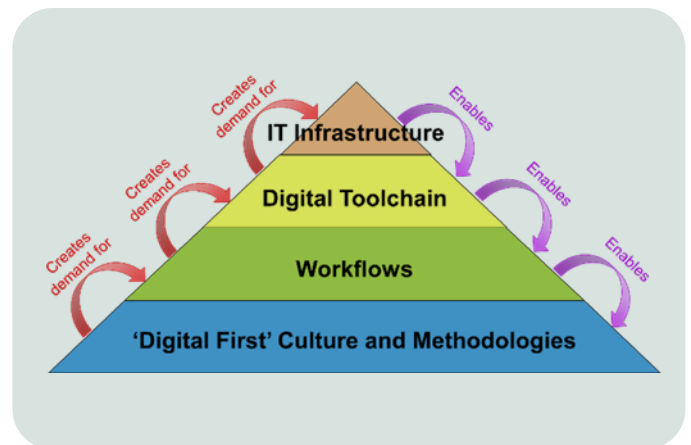 Creates
demand for
Enables
IT Infrastructure
Creates
demand for
Enables
Digital Toolchain
Creates
demand for
Enables
Workflows
‘Digital First’ Culture and Methodologies